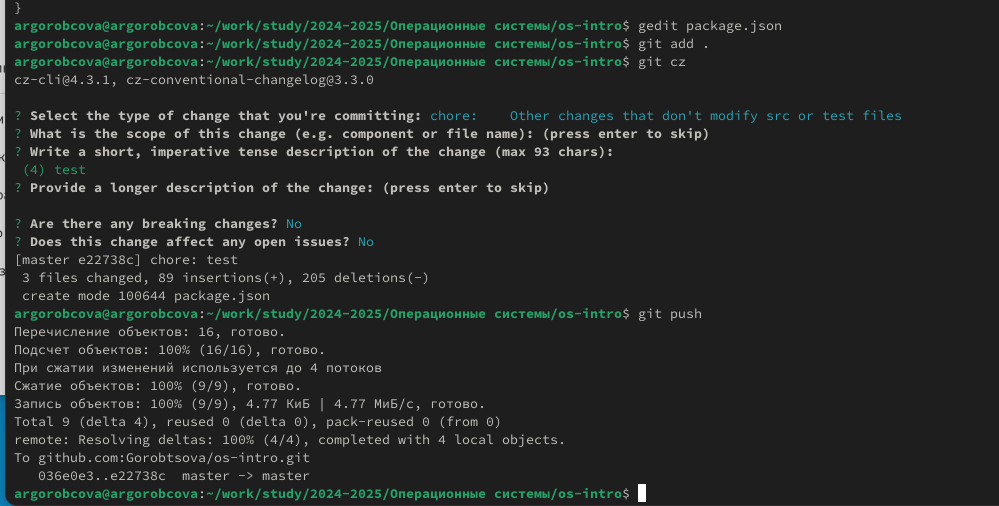 }
argorobcova@argorobcova:~/work/study/2024-2025/Операционные системы/os-intro$ gedit package.json
argorobcova@argorobcova:~/work/study/2024-2025/Операционные системы/os-intro$ git add .
argorobcova@argorobcova:~/work/study/2024-2025/Операционные системы/os-intro$ git cz
cz-cli@4.3.1, cz-conventional-changelog@3.3.0

? Select the type of change that you're committing: chore:    Other changes that don't modify src or test files
? What is the scope of this change (e.g. component or file name): (press enter to skip)
? Write a short, imperative tense description of the change (max 93 chars):
 (4) test
? Provide a longer description of the change: (press enter to skip)

? Are there any breaking changes? No
? Does this change affect any open issues? No
[master e22738c] chore: test
 3 files changed, 89 insertions(+), 205 deletions(-)
 create mode 100644 package.json
argorobcova@argorobcova:~/work/study/2024-2025/Операционные системы/os-intro$ git push
Перечисление объектов: 16, готово.
Подсчет объектов: 100% (16/16), готово.
При сжатии изменений используется до 4 потоков
Сжатие объектов: 100% (9/9), готово.
Запись объектов: 100% (9/9), 4.77 КиБ | 4.77 МиБ/с, готово.
Total 9 (delta 4), reused 0 (delta 0), pack-reused 0 (from 0)
remote: Resolving deltas: 100% (4/4), completed with 4 local objects.
To github.com:Gorobtsova/os-intro.git
   036e0e3..e22738c  master -> master
argorobcova@argorobcova:~/work/study/2024-2025/Операционные системы/os-intro$